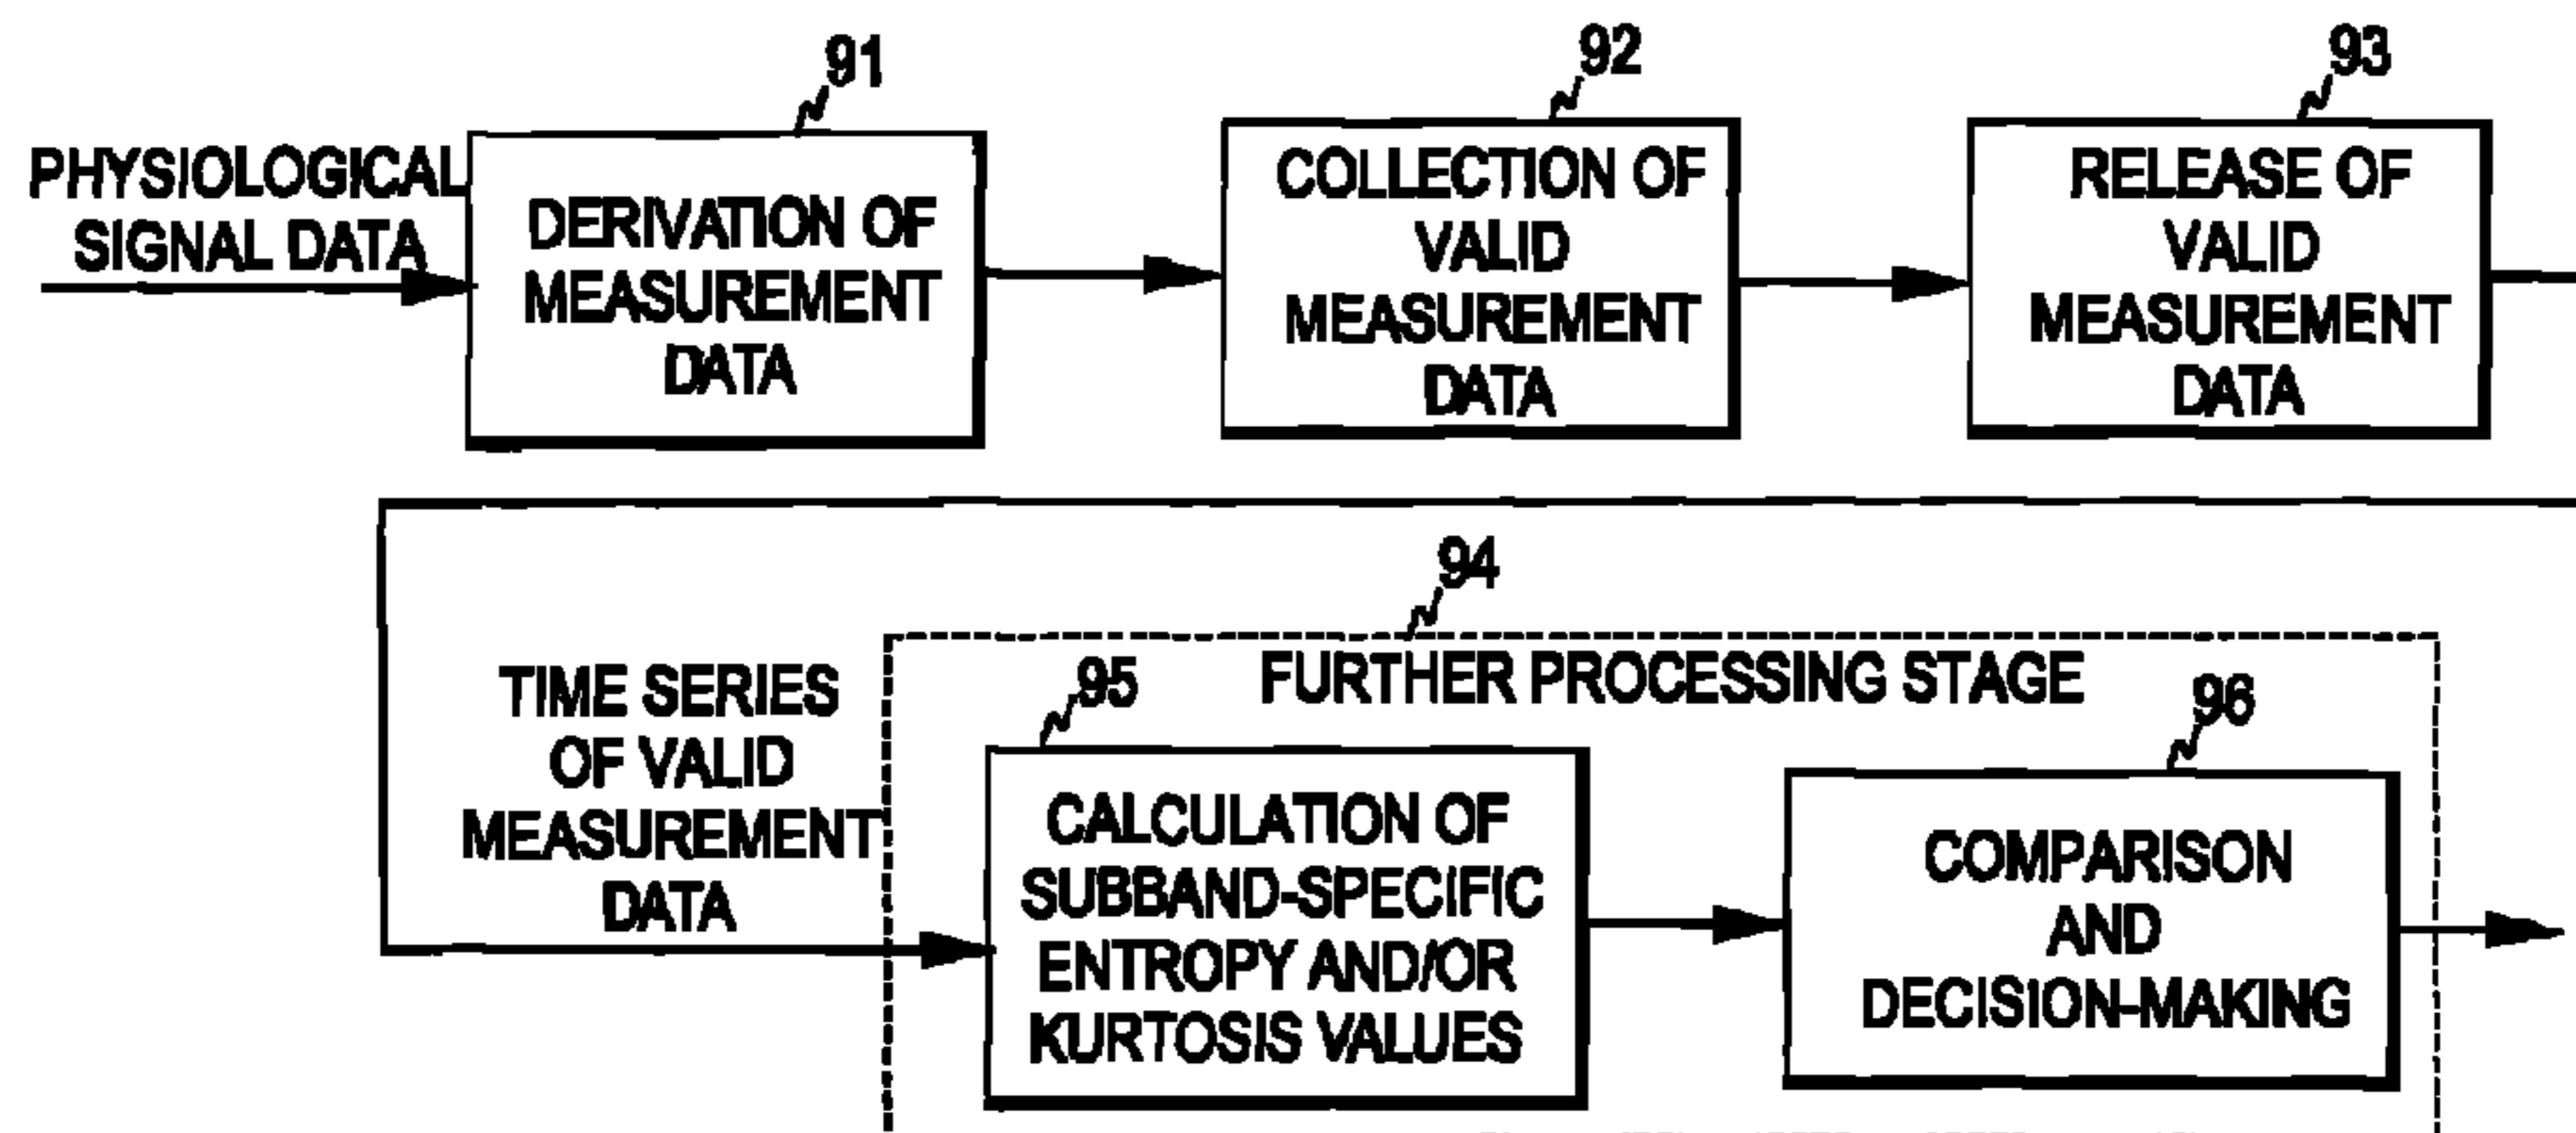 91
92
93
PHYSIOLOGICAL
SIGNAL DATA
DERIVATION OF
MEASUREMENT
DATA
COLLECTION OF
VALID
MEASUREMENT
DATA
RELEASE OF
VALID
MEASUREMENT
DATA
94
TIME SERIES
OF VALID
MEASUREMENT
DATA
FURTHER PROCESSING STAGE
95
96
CALCULATION OF
SUBBAND-SPECIFIC
ENTROPY AND/OR
KURTOSIS VALUES
COMPARISON
AND
DECISION-MAKING